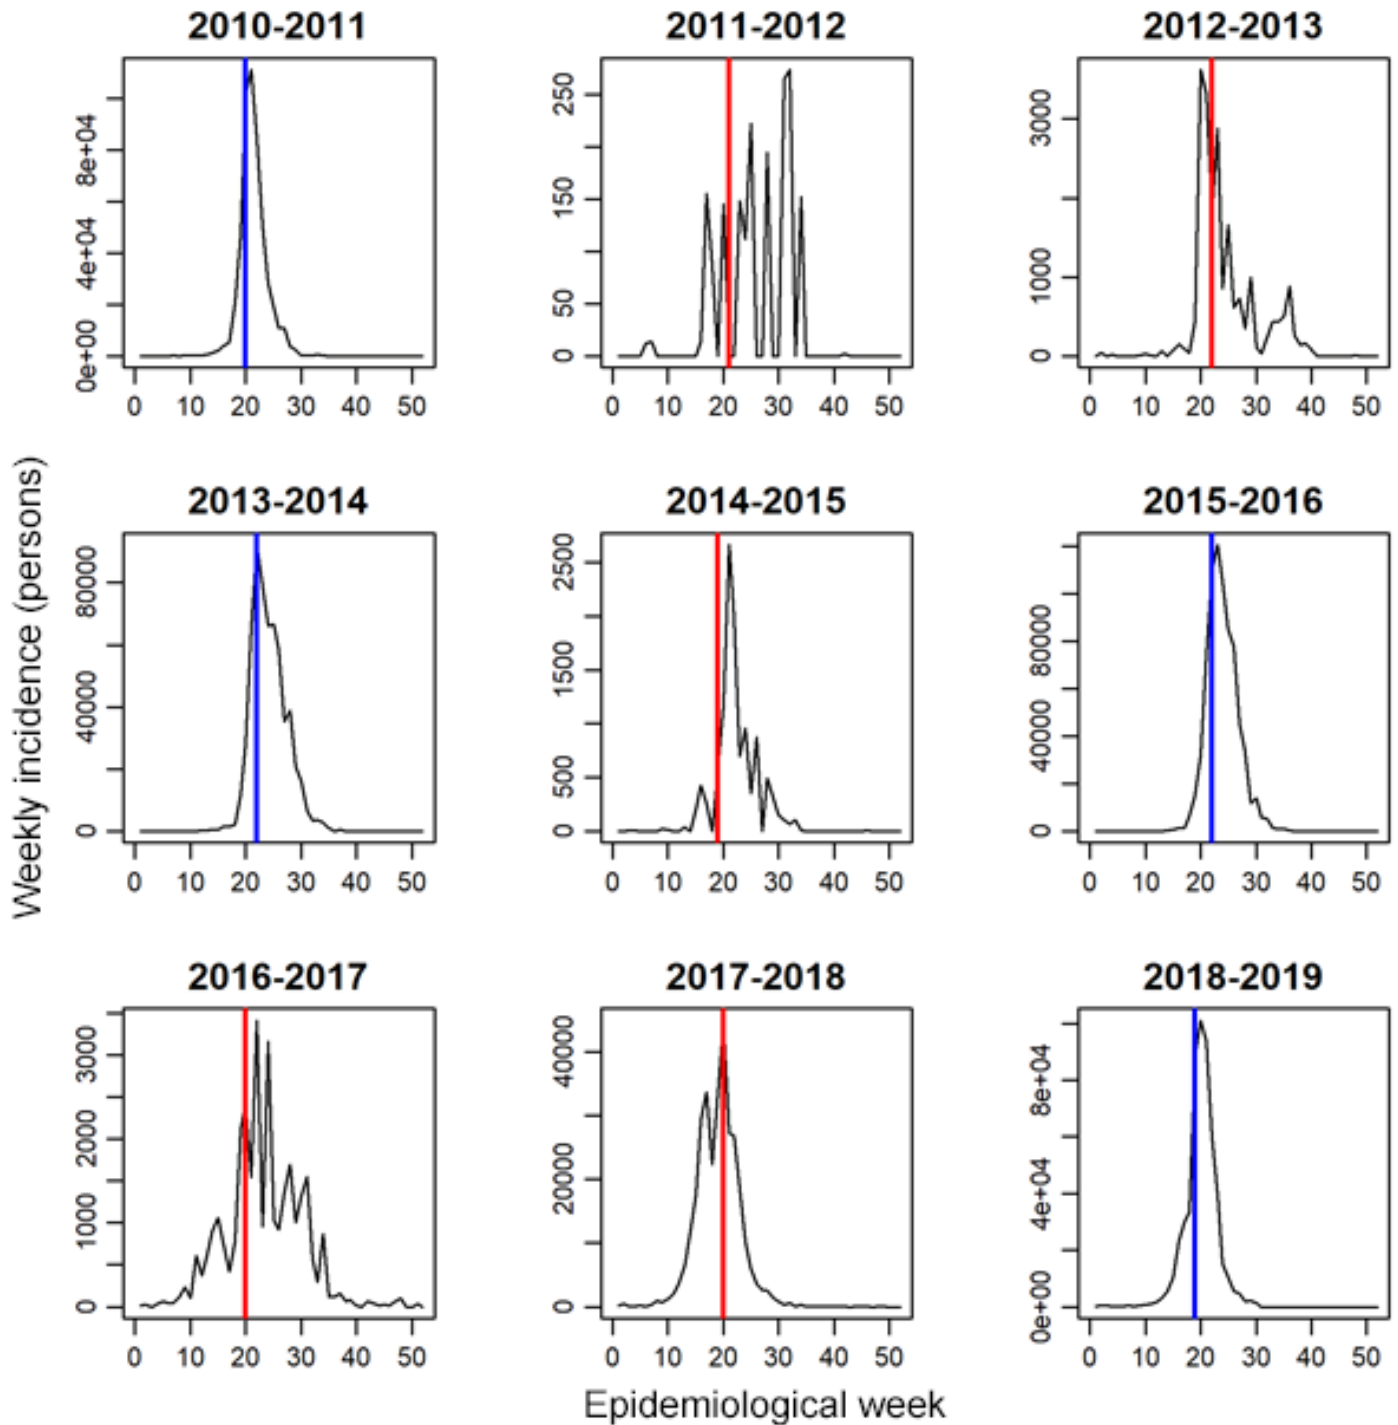 2010-2011 2011-2012 2012-2013
0e+00 4e+04 8e+04
0 50 150 250
0 1000 3000
0 10 20 30 40 50
0 10 20 30 40 50
0 10 20 30 40 50
Weekly incidence (persons)
2013-2014 2014-2015 2015-2016
0 40000 80000
0 500 1500 2500
0 40000 80000
0 10 20 30 40 50
0 10 20 30 40 50
0 10 20 30 40 50
2016-2017 2017-2018 2018-2019
0 1000 2000 3000
0 20000 40000
0e+00 4e+04 8e+04
0 10 20 30 40 50
0 10 20 30 40 50
0 10 20 30 40 50
Epidemiological week